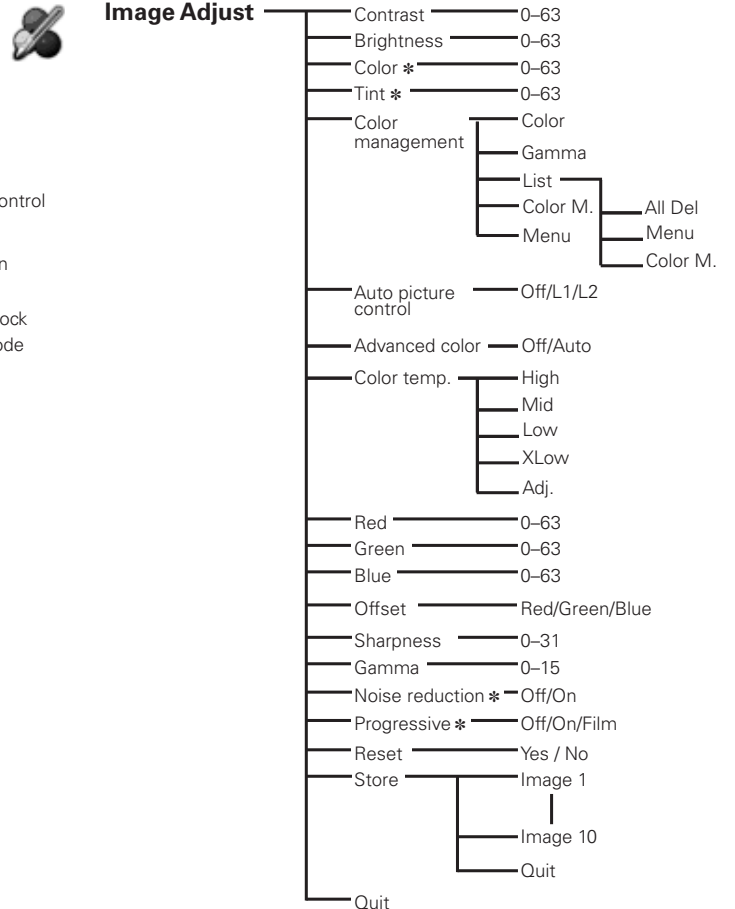 Image Adjust
Contrast 0–63
Brightness 0–63
Color ✻ 0–63
Tint ✻ 0–63
Color
management
Color
Gamma
List
Color M.
Menu
All Del
Menu
Color M.
ontrol
n
ock
ode
Auto picture
control
Off/L1/L2
Advanced color Off/Auto
Color temp. High
Mid
Low
XLow
Adj.
Red 0–63
Green 0–63
Blue 0–63
Offset Red/Green/Blue
Sharpness 0–31
Gamma 0–15
Noise reduction ✻ Off/On
Progressive ✻ Off/On/Film
Reset Yes / No
Store Image 1
Image 10
Quit
Quit